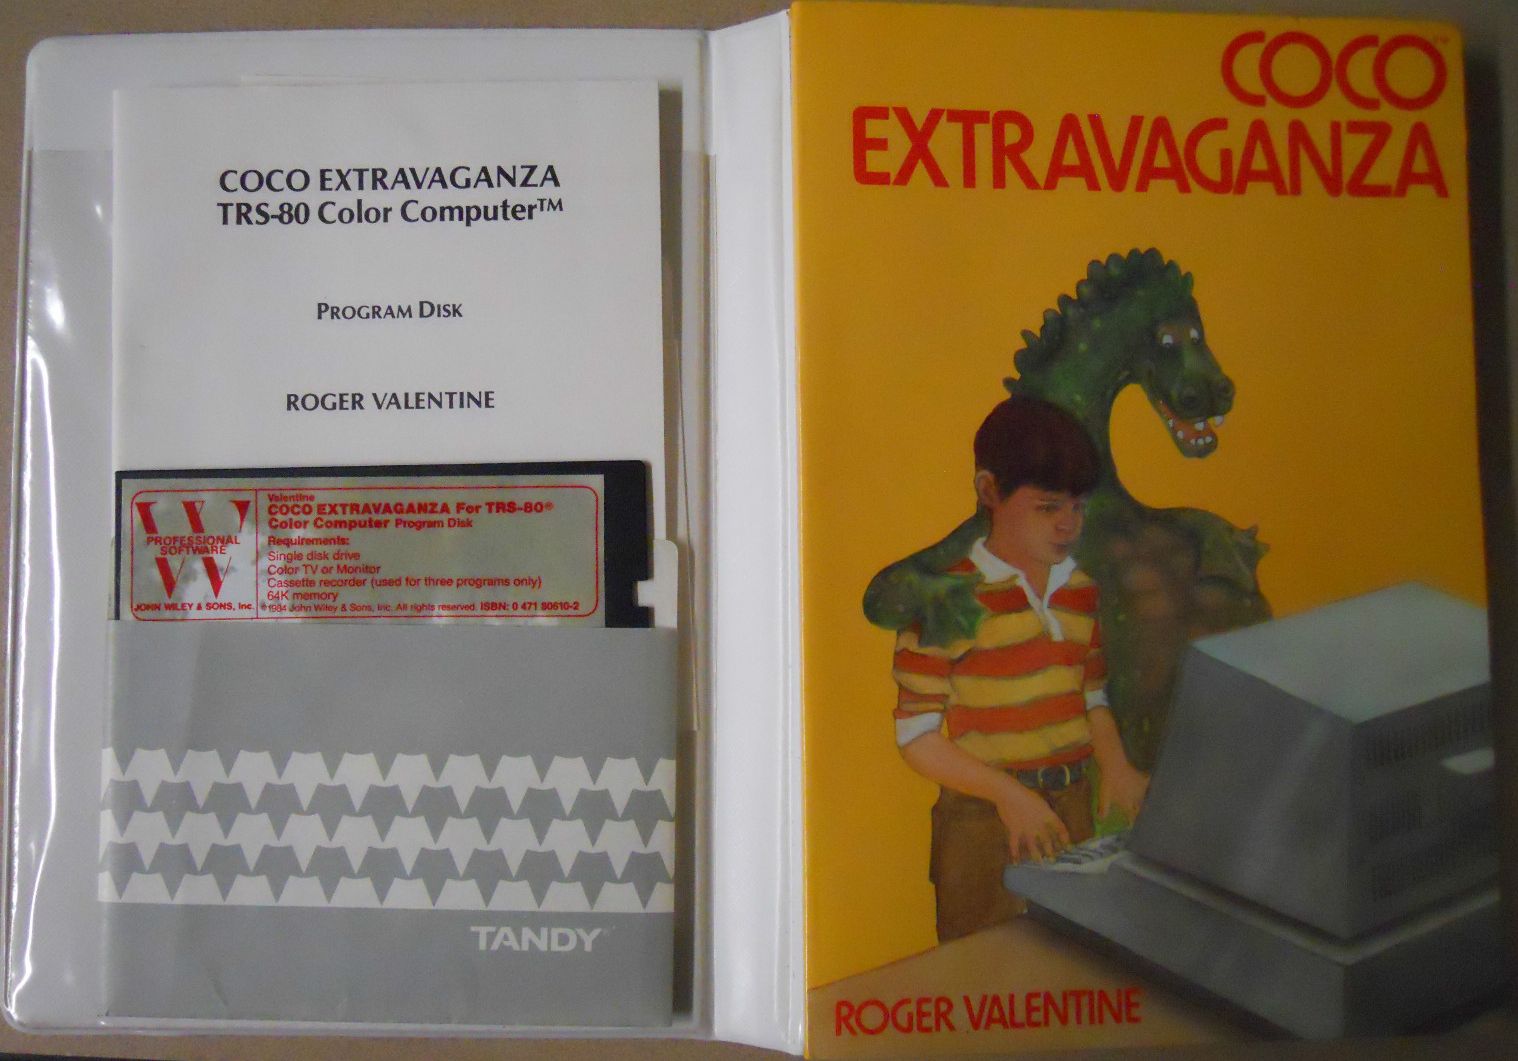 COCO EXTRAVAGANZA
TRS-80 Color Computer™
PROGRAM DISK
ROGER VALENTINE
PROFESSIONAL
SOFTWARE
JOHN WILEY & SONS, Inc.
Valentine
COCO EXTRAVAGANZA For TRS-80®
Color Computer Program Disk
Requirements:
Single disk drive
Color TV or Monitor
Cassette recorder (used for three programs only)
64K memory
©1984 John Wiley & Sons, Inc. All rights reserved. ISBN: 0 471 80610-2
TANDY
COCO™
EXTRAVAGANZA
ROGER VALENTINE